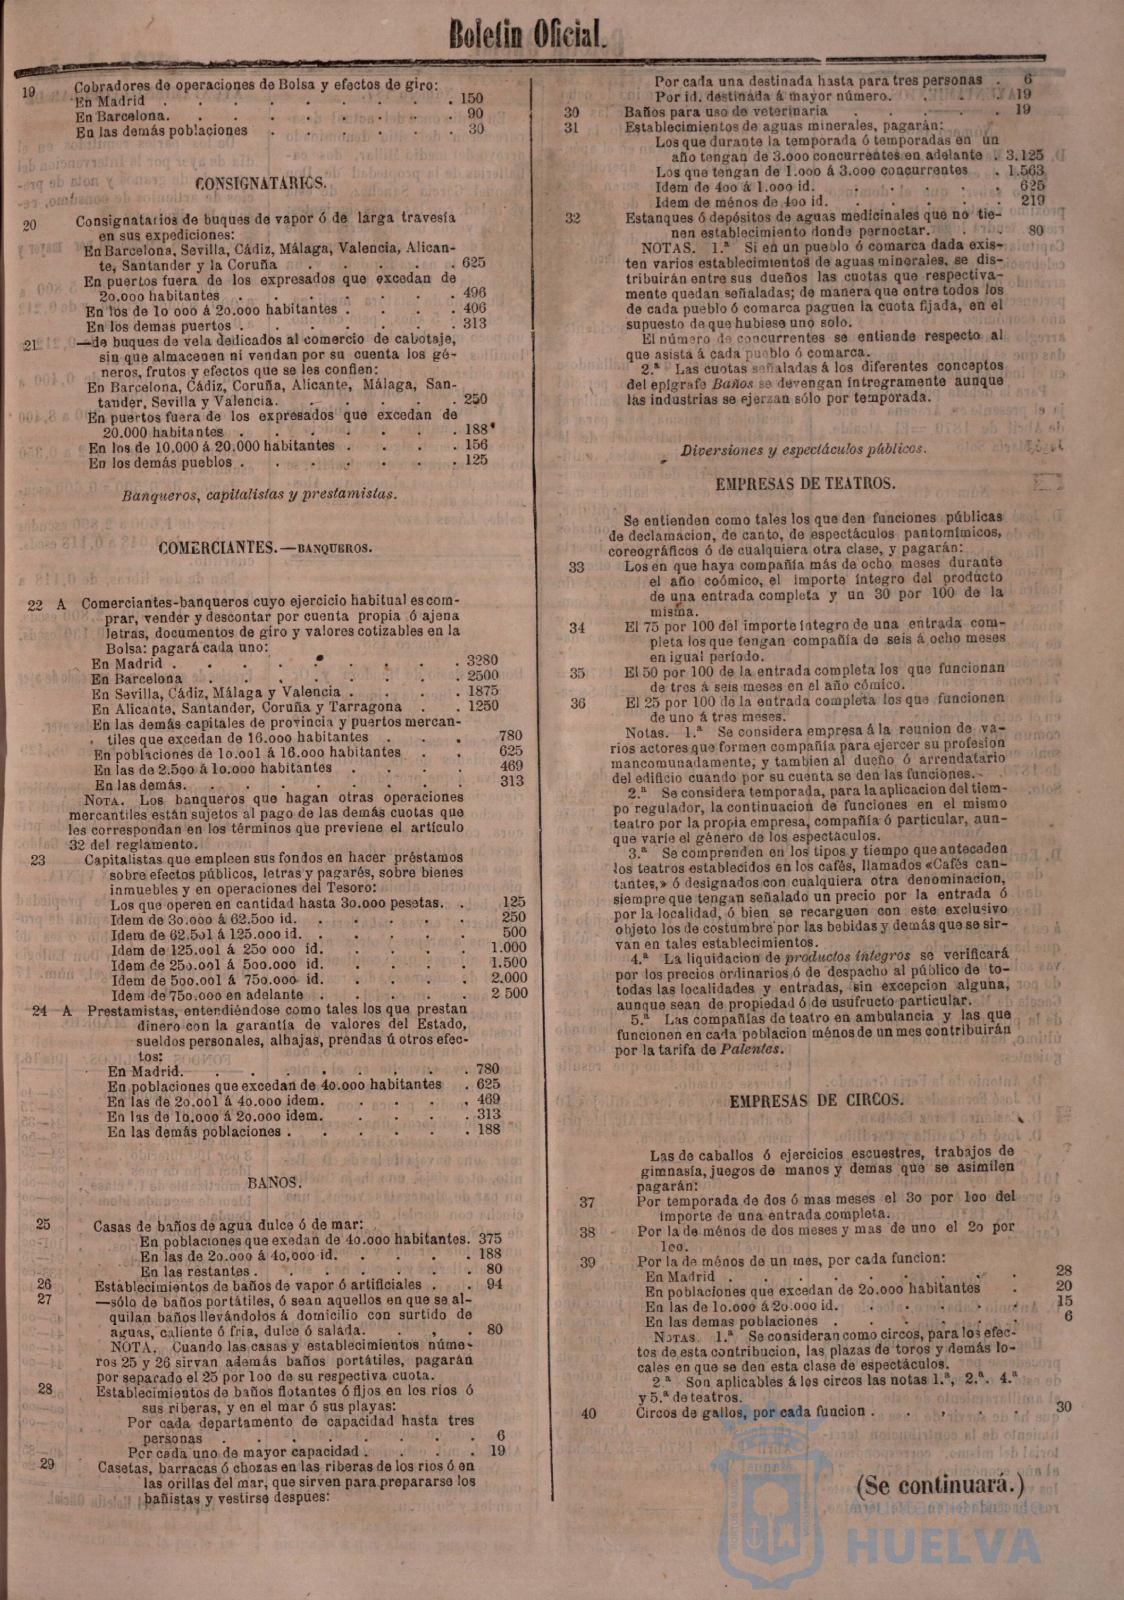 Boletin Oficial.
19 Cobradores de operaciones de Bolsa y efectos de giro:
En Madrid . . . . . . . . 150
En Barcelona. . . . . . . . 90
En las demás poblaciones . . . . . . 30
CONSIGNATARIOS.
20 Consignatarios de buques de vapor ó de larga travesía
en sus expediciones:
En Barcelona, Sevilla, Cádiz, Málaga, Valencia, Alican-
te, Santander y la Coruña . . . . . 625
En puertos fuera de los expresados que excedan de
20.000 habitantes . . . . . . . 496
En los de 10 000 á 20.000 habitantes . . . . 406
En los demas puertos . . . . . . . 313
21 —de buques de vela dedicados al comercio de cabotaje,
sin que almacenen ni vendan por su cuenta los gé-
neros, frutos y efectos que se les confien:
En Barcelona, Cádiz, Coruña, Alicante, Málaga, San-
tander, Sevilla y Valencia. . . . . . 250
En puertos fuera de los expresados que excedan de
20.000 habitantes . . . . . . . 188
En los de 10.000 á 20.000 habitantes . . . . 156
En los demás pueblos . . . . . . . 125
Banqueros, capitalistas y prestamistas.
COMERCIANTES.—BANQUEROS.
22 A Comerciantes-banqueros cuyo ejercicio habitual es com-
prar, vender y descontar por cuenta propia ó ajena
letras, documentos de giro y valores cotizables en la
Bolsa: pagará cada uno:
En Madrid . . . . . . . . 3280
En Barcelona . . . . . . . 2500
En Sevilla, Cádiz, Málaga y Valencia . . . . 1875
En Alicante, Santander, Coruña y Tarragona . . 1250
En las demás capitales de provincia y puertos mercan-
tiles que excedan de 16.000 habitantes . . . 780
En poblaciones de 10.001 á 16.000 habitantes . . 625
En las de 2.500 á 10.000 habitantes . . . . 469
En las demás. . . . . . . . 313
NOTA. Los banqueros que hagan otras operaciones
mercantiles están sujetos al pago de las demás cuotas que
les correspondan en los términos que previene el artículo
32 del reglamento.
23 Capitalistas que empleen sus fondos en hacer préstamos
sobre efectos públicos, letras y pagarés, sobre bienes
inmuebles y en operaciones del Tesoro:
Los que operen en cantidad hasta 30.000 pesetas. . 125
Idem de 30.000 á 62.500 id. . . . . . 250
Idem de 62.501 á 125.000 id. . . . . . 500
Idem de 125.001 á 250 000 id. . . . . 1.000
Idem de 250.001 á 500.000 id. . . . . 1.500
Idem de 500.001 á 750.000 id. . . . . 2.000
Idem de 750.000 en adelante . . . . . 2 500
24 A Prestamistas, entendiéndose como tales los que prestan
dinero con la garantía de valores del Estado,
sueldos personales, alhajas, prendas ú otros efec-
tos:
En Madrid. . . . . . . . 780
En poblaciones que excedan de 40.000 habitantes . 625
En las de 20.001 á 40.000 idem. . . . . 469
En las de 10.000 á 20.000 idem. . . . . 313
En las demás poblaciones . . . . . . 188
BAÑOS.
25 Casas de baños de agua dulce ó de mar:
En poblaciones que exedan de 40.000 habitantes. 375
En las de 20.000 á 40,000 id. . . . . 188
En las restantes . . . . . . . 80
26 Establecimientos de baños de vapor ó artificiales . . 94
27 —sólo de baños portátiles, ó sean aquellos en que se al-
quilan baños llevándolos á domicilio con surtido de
aguas, caliente ó fria, dulce ó salada. . . . 80
NOTA. Cuando las casas y establecimientos núme-
ros 25 y 26 sirvan además baños portátiles, pagarán
por separado el 25 por 100 de su respectiva cuota.
28 Establecimientos de baños flotantes ó fijos en los rios ó
sus riberas, y en el mar ó sus playas:
Por cada departamento de capacidad hasta tres
personas . . . . . . . . 6
Por cada uno de mayor capacidad . . . . 19
29 Casetas, barracas ó chozas en las riberas de los rios ó en
las orillas del mar, que sirven para prepararse los
bañistas y vestirse despues:
Por cada una destinada hasta para tres personas . 6
Por id. destinada á mayor número. . . . 19
30 Baños para uso de veterinaria . . . . . 19
31 Establecimientos de aguas minerales, pagarán:
Los que durante la temporada ó temporadas en un
año tengan de 3.000 concurrentes en adelante . 3.125
Los que tengan de 1.000 á 3.000 concurrentes . 1.563
Idem de 400 á 1.000 id. . . . . . 625
Idem de ménos de 400 id. . . . . . 219
32 Estanques ó depósitos de aguas medicinales que no tie-
nen establecimiento donde pernoctar. . . . 80
NOTAS. 1.ª Si en un pueblo ó comarca dada exis-
ten varios establecimientos de aguas minerales, se dis-
tribuirán entre sus dueños las cuotas que respectiva-
mente quedan señaladas; de manera que entre todos los
de cada pueblo ó comarca paguen la cuota fijada, en el
supuesto de que hubiese uno solo.
El número de concurrentes se entiende respecto al
que asista á cada pueblo ó comarca.
2.ª Las cuotas señaladas á los diferentes conceptos
del epígrafe Baños se devengan íntregramente aunque
las industrias se ejerzan sólo por temporada.
Diversiones y espectáculos públicos.
EMPRESAS DE TEATROS.
Se entienden como tales los que den funciones públicas
de declamacion, de canto, de espectáculos pantomímicos,
coreográficos ó de cualquiera otra clase, y pagarán:
33 Los en que haya compañía más de ocho meses durante
el año coómico, el importe íntegro del producto
de una entrada completa y un 30 por 100 de la
misma.
34 El 75 por 100 del importe íntegro de una entrada com-
pleta los que tengan compañía de seis á ocho meses
en igual período.
35 El 50 por 100 de la entrada completa los que funcionan
de tres á seis meses en el año cómico.
36 El 25 por 100 de la entrada completa los que funcionen
de uno á tres meses.
Notas. 1.ª Se considera empresa á la reunion de va-
rios actores que formen compañía para ejercer su profesion
mancomunadamente, y tambien al dueño ó arrendatario
del edificio cuando por su cuenta se den las funciones.
2.ª Se considera temporada, para la aplicacion del tiem-
po regulador, la continuacion de funciones en el mismo
teatro por la propia empresa, compañía ó particular, aun-
que varíe el género de los espectáculos.
3.ª Se comprenden en los tipos y tiempo que anteceden
los teatros establecidos en los cafés, llamados «Cafés can-
tantes,» ó designados con cualquiera otra denominacion,
siempre que tengan señalado un precio por la entrada ó
por la localidad, ó bien se recarguen con este exclusivo
objeto los de costumbre por las bebidas y demás que se sir-
van en tales establecimientos.
4.ª La liquidacion de productos íntegros se verificará
por los precios ordinarios ó de despacho al público de to-
todas las localidades y entradas, sin excepcion alguna,
aunque sean de propiedad ó de usufructo particular.
5.ª Las compañías de teatro en ambulancia y las que
funcionen en cada poblacion ménos de un mes contribuirán
por la tarifa de Patentes.
EMPRESAS DE CIRCOS.
Las de caballos ó ejercicios escuestres, trabajos de
gimnasía, juegos de manos y demas que se asimilen
pagarán:
37 Por temporada de dos ó mas meses el 30 por 100 del
importe de una entrada completa.
38 Por la de ménos de dos meses y mas de uno el 20 por
100.
39 Por la de ménos de un mes, por cada funcion:
En Madrid . . . . . . . . 28
En poblaciones que excedan de 20.000 habitantes . 20
En las de 10.000 á 20.000 id. . . . . . 15
En las demas poblaciones . . . . . . 6
NOTAS. 1.ª Se consideran como circos, para los efec-
tos de esta contribucion, las plazas de toros y demás lo-
cales en que se den esta clase de espectáculos.
2.ª Son aplicables á los circos las notas 1.ª, 2.ª. 4.ª
y 5.ª de teatros.
40 Circos de gallos, por cada funcion . . . . . 30
(Se continuará.)
Ayuntamiento de
HUELVA